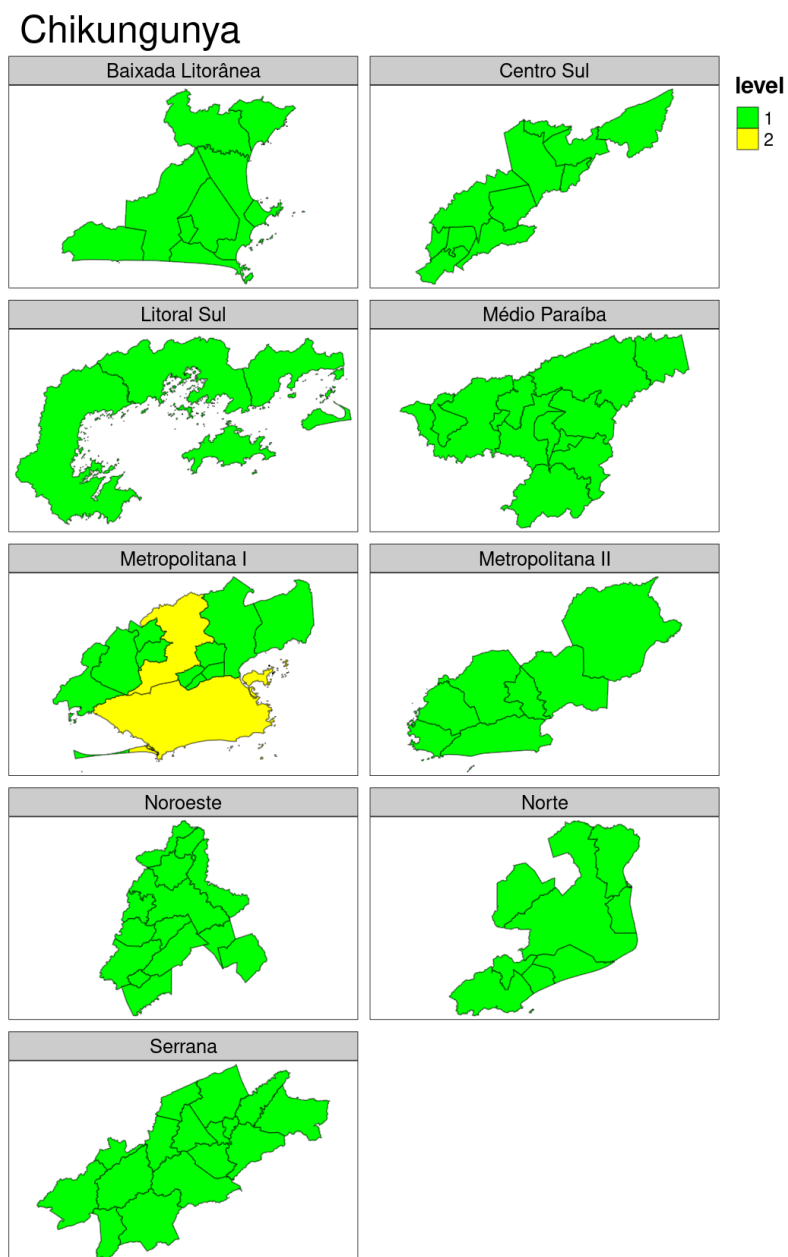 Chikungunya
Baixada Litorânea
Centro Sul
level
1
2
Litoral Sul
Médio Paraíba
Metropolitana I
Metropolitana II
Noroeste
Norte
Serrana